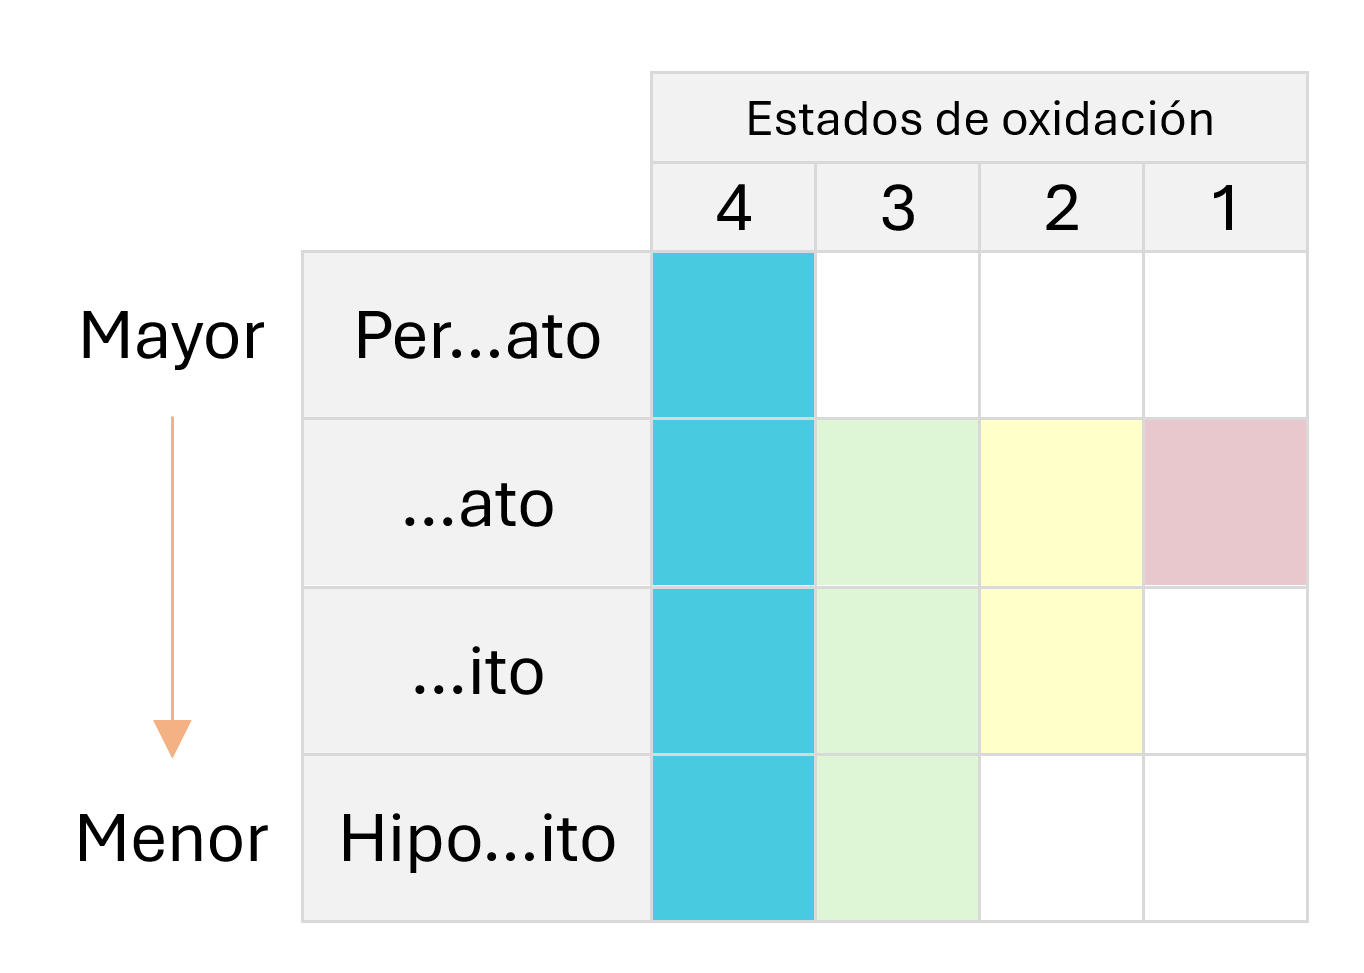 Estados de oxidación
4 3 2 1
Mayor Per...ato
...ato
...ito
Menor Hipo...ito